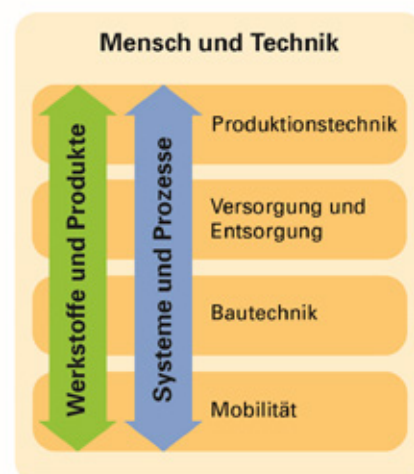 Mensch und Technik
Werkstoffe und Produkte
Systeme und Prozesse
Produktionstechnik
Versorgung und
Entsorgung
Bautechnik
Mobilität